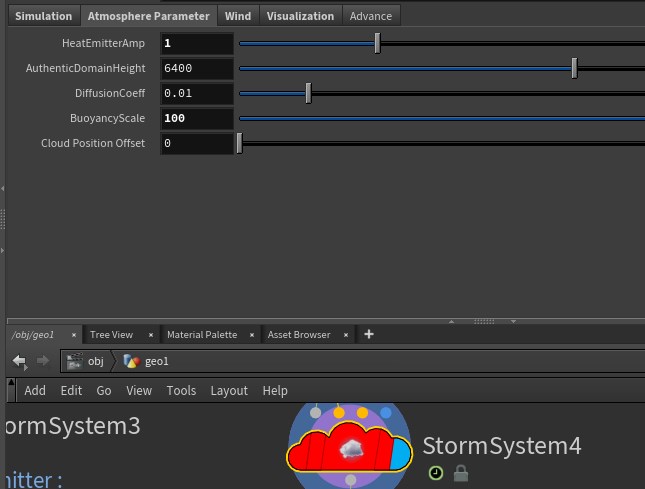 Simulation Atmosphere Parameter Wind Visualization Advance
HeatEmitterAmp 1
AuthenticDomainHeight 6400
DiffusionCoeff 0.01
BuoyancyScale 100
Cloud Position Offset 0
/obj/geo1 × Tree View × Material Palette × Asset Browser × +
obj geo1
Add Edit Go View Tools Layout Help
ormSystem3
StormSystem4
nitter :